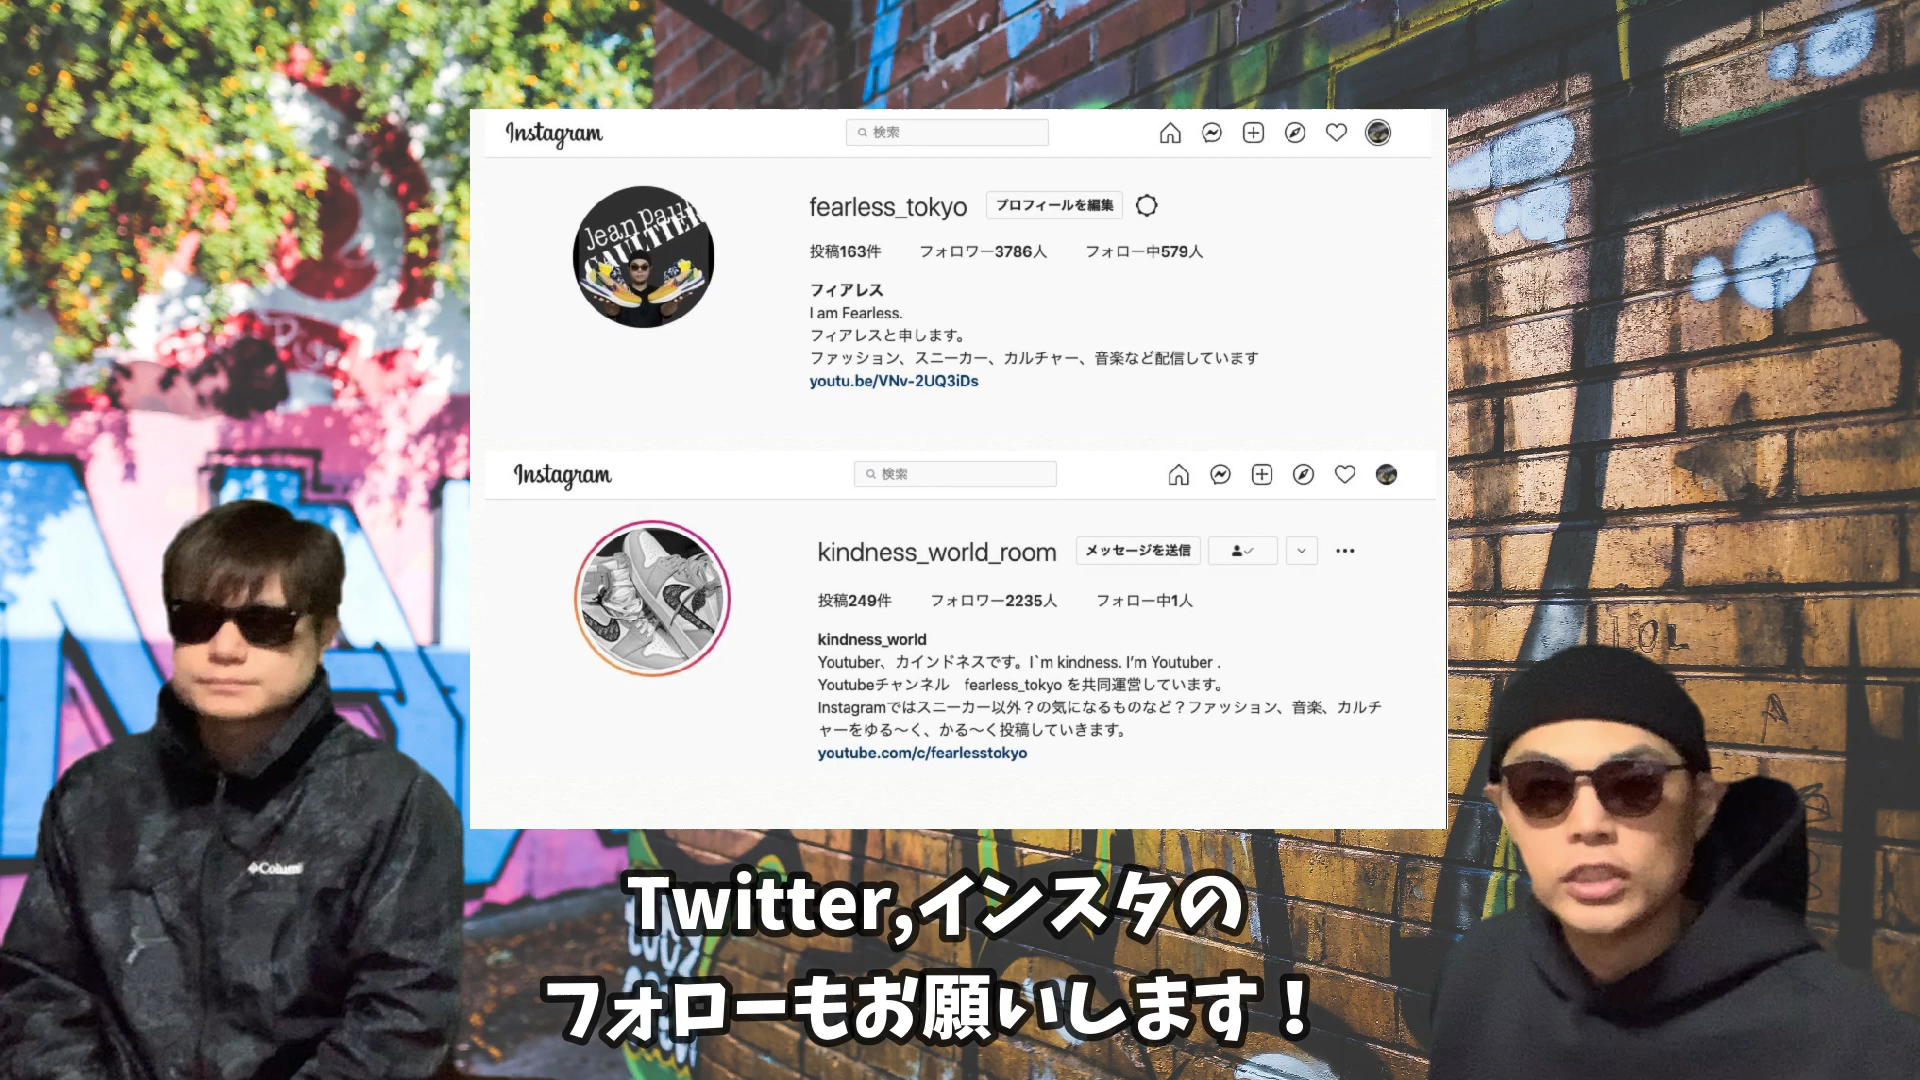 Instagram
検索
fearless_tokyo プロフィールを編集
投稿163件 フォロワー3786人 フォロー中579人
フィアレス
I am Fearless.
フィアレスと申します。
ファッション、スニーカー、カルチャー、音楽など配信しています
youtu.be/VNv-2UQ3iDs
Jean Paul
GAULTIER
Instagram
検索
kindness_world_room メッセージを送信
投稿249件 フォロワー2235人 フォロー中1人
kindness_world
Youtuber、カインドネスです。I`m kindness. I'm Youtuber .
Youtubeチャンネル　fearless_tokyo を共同運営しています。
Instagramではスニーカー以外？の気になるものなど？ファッション、音楽、カルチ
ャーをゆる〜く、かる〜く投稿していきます。
youtube.com/c/fearlesstokyo
LOL
Twitter,インスタの
フォローもお願いします！